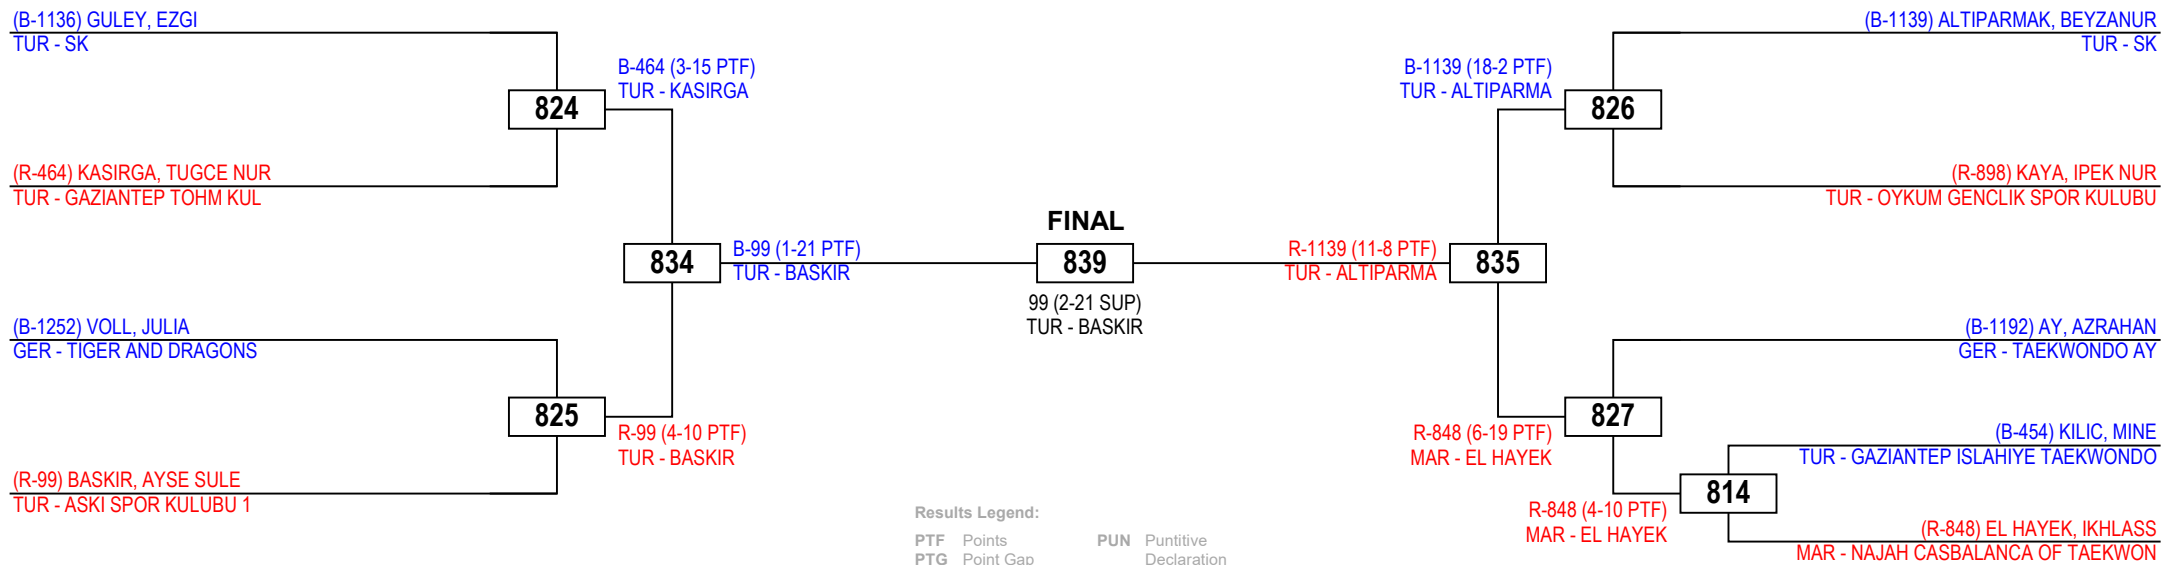 (B-1136) GULEY, EZGI
TUR - SK
B-464 (3-15 PTF)
TUR - KASIRGA
824
(R-464) KASIRGA, TUGCE NUR
TUR - GAZIANTEP TOHM KUL
834
B-99 (1-21 PTF)
TUR - BASKIR
(B-1252) VOLL, JULIA
GER - TIGER AND DRAGONS
825
R-99 (4-10 PTF)
TUR - BASKIR
(R-99) BASKIR, AYSE SULE
TUR - ASKI SPOR KULUBU 1
FINAL
839
99 (2-21 SUP)
TUR - BASKIR
(B-1139) ALTIPARMAK, BEYZANUR
TUR - SK
B-1139 (18-2 PTF)
TUR - ALTIPARMA
826
(R-898) KAYA, IPEK NUR
TUR - OYKUM GENCLIK SPOR KULUBU
R-1139 (11-8 PTF)
TUR - ALTIPARMA
835
(B-1192) AY, AZRAHAN
GER - TAEKWONDO AY
827
R-848 (6-19 PTF)
MAR - EL HAYEK
(B-454) KILIC, MINE
TUR - GAZIANTEP ISLAHIYE TAEKWONDO
814
R-848 (4-10 PTF)
MAR - EL HAYEK
(R-848) EL HAYEK, IKHLASS
MAR - NAJAH CASBALANCA OF TAEKWON
Results Legend:
PTF Points
PTG Point Gap
PUN Puntitive
Declaration